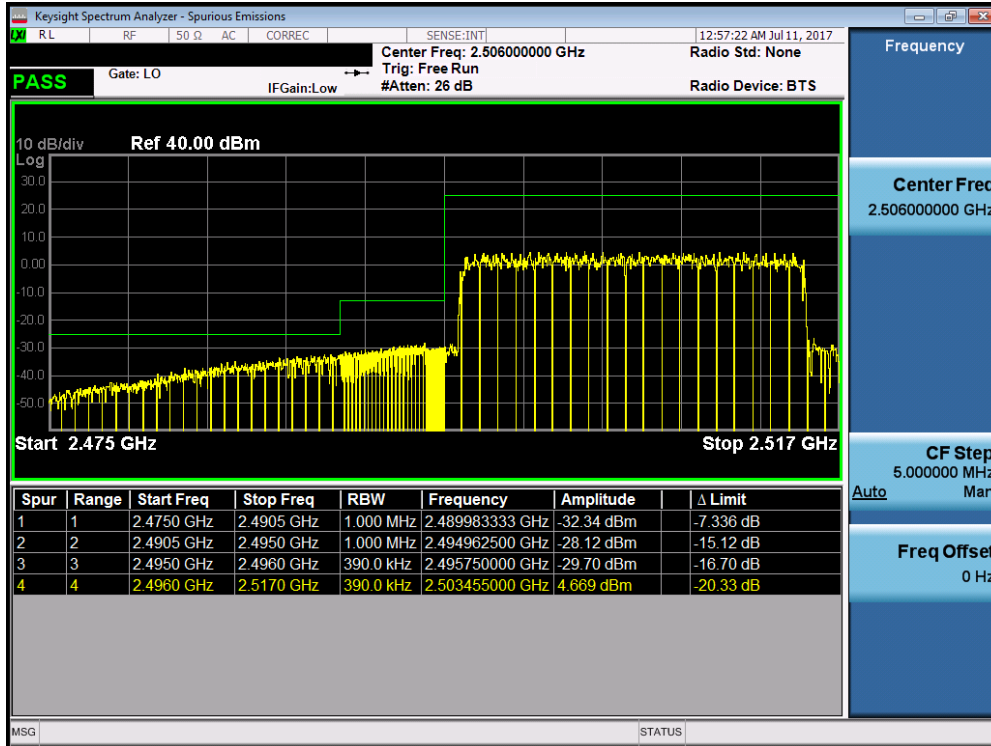 Keysight Spectrum Analyzer - Spurious Emissions
LXI RL RF 50 Ω AC CORREC SENSE:INT 12:57:22 AM Jul 11, 2017
Center Freq: 2.506000000 GHz Radio Std: None
Gate: LO Trig: Free Run
PASS IFGain:Low #Atten: 26 dB Radio Device: BTS
10 dB/div Ref 40.00 dBm
Log
30.0
20.0
10.0
0.00
-10.0
-20.0
-30.0
-40.0
-50.0
Start 2.475 GHz Stop 2.517 GHz
Spur Range Start Freq Stop Freq RBW Frequency Amplitude Δ Limit
1 1 2.4750 GHz 2.4905 GHz 1.000 MHz 2.489983333 GHz -32.34 dBm -7.336 dB
2 2 2.4905 GHz 2.4950 GHz 1.000 MHz 2.494962500 GHz -28.12 dBm -15.12 dB
3 3 2.4950 GHz 2.4960 GHz 390.0 kHz 2.495750000 GHz -29.70 dBm -16.70 dB
4 4 2.4960 GHz 2.5170 GHz 390.0 kHz 2.503455000 GHz 4.669 dBm -20.33 dB
MSG STATUS
Frequency
Center Freq
2.506000000 GHz
CF Step
5.000000 MHz
Auto Man
Freq Offset
0 Hz